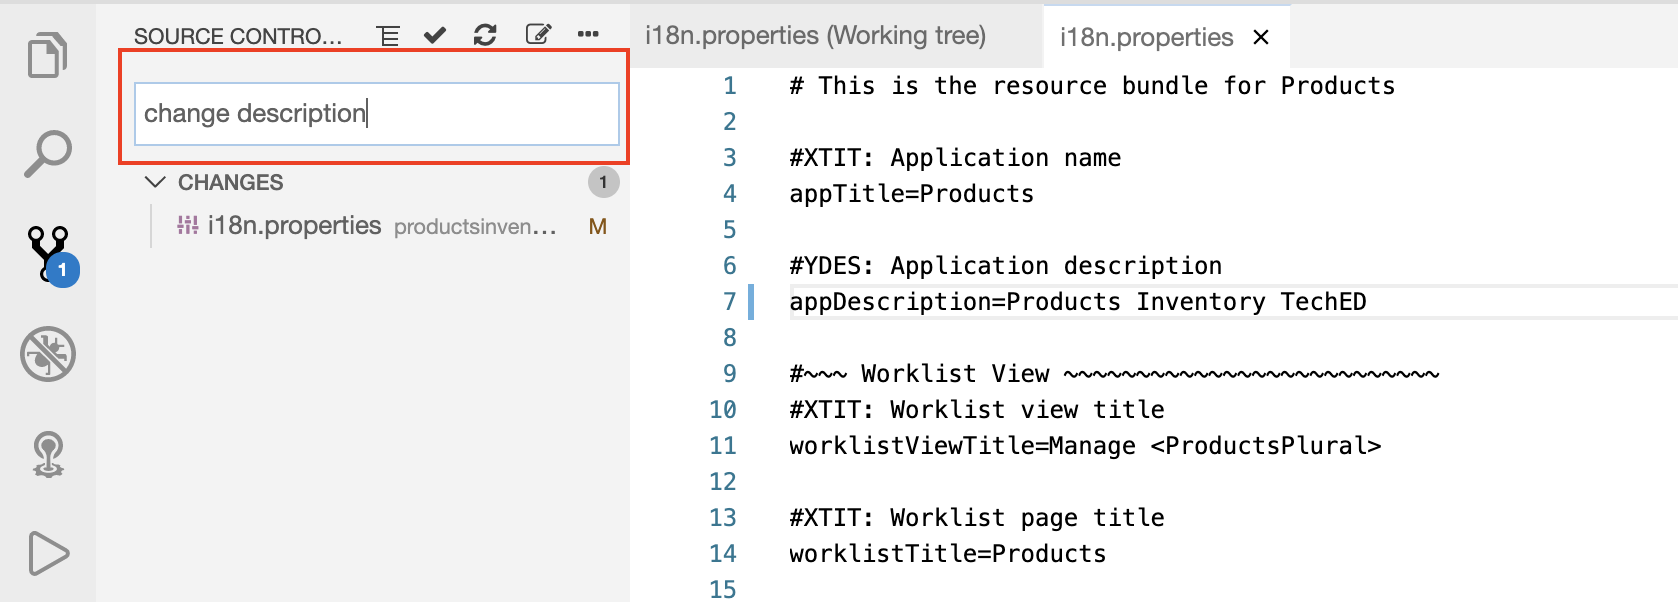 SOURCE CONTRO...
change description
CHANGES 1
i18n.properties productsinven... M
1
i18n.properties (Working tree) i18n.properties
1 # This is the resource bundle for Products
2
3 #XTIT: Application name
4 appTitle=Products
5
6 #YDES: Application description
7 appDescription=Products Inventory TechED
8
9 #~~~ Worklist View ~~~~~~~~~~~~~~~~~~~~~~~~~~
10 #XTIT: Worklist view title
11 worklistViewTitle=Manage <ProductsPlural>
12
13 #XTIT: Worklist page title
14 worklistTitle=Products
15